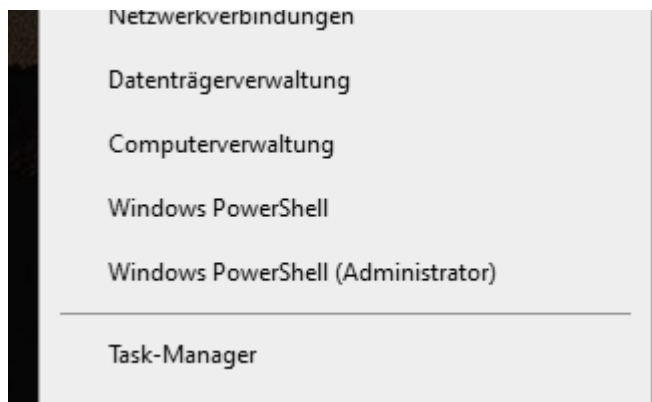 Netzwerkverbindungen
Datenträgerverwaltung
Computerverwaltung
Windows PowerShell
Windows PowerShell (Administrator)
Task-Manager